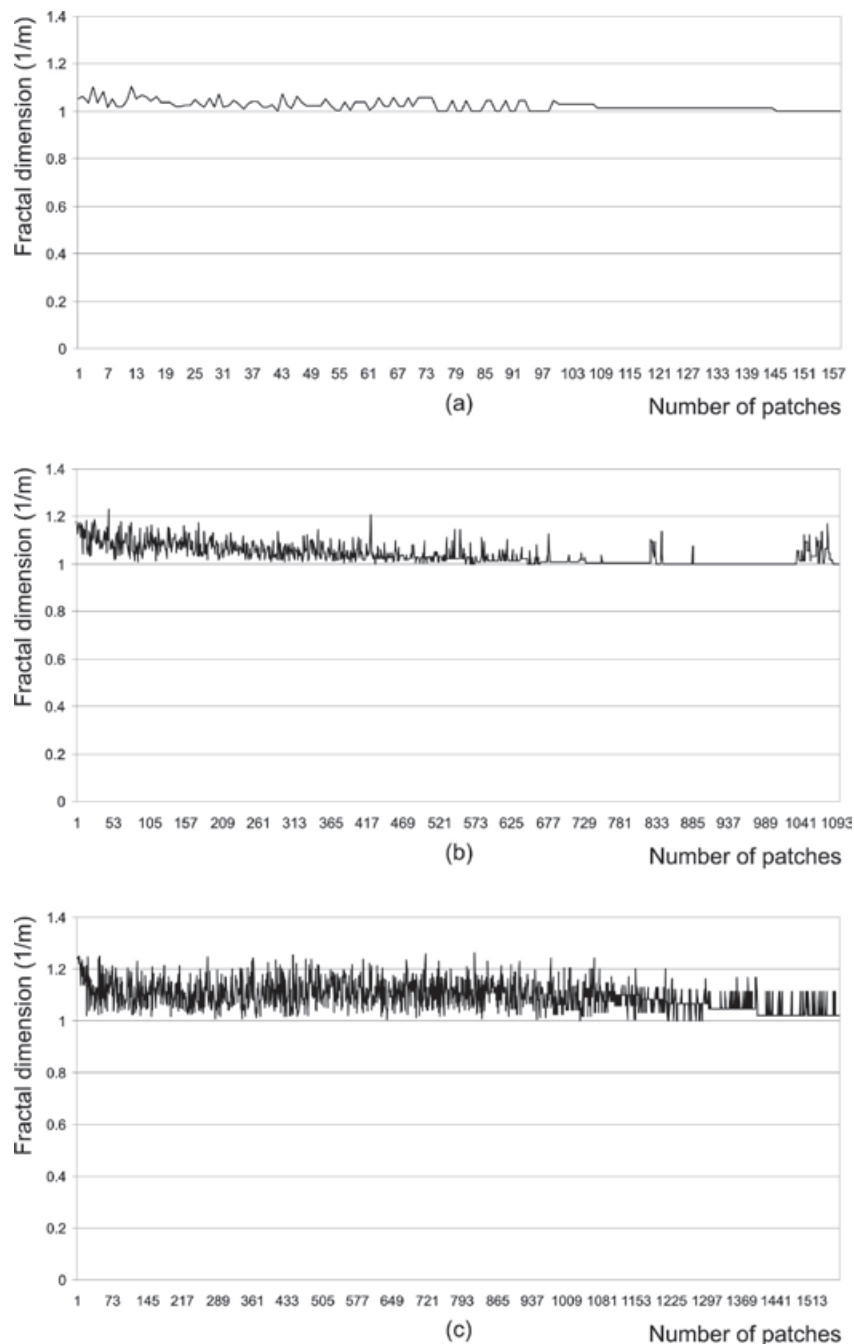 Fractal dimension (1/m)
1.4
1.2
1
0.8
0.6
0.4
0.2
0
1 7 13 19 25 31 37 43 49 55 61 67 73 79 85 91 97 103 109 115 121 127 133 139 145 151 157
(a)
Number of patches
Fractal dimension (1/m)
1.4
1.2
1
0.8
0.6
0.4
0.2
0
1 53 105 157 209 261 313 365 417 469 521 573 625 677 729 781 833 885 937 989 1041 1093
(b)
Number of patches
Fractal dimension (1/m)
1.4
1.2
1
0.8
0.6
0.4
0.2
0
1 73 145 217 289 361 433 505 577 649 721 793 865 937 1009 1081 1153 1225 1297 1369 1441 1513
(c)
Number of patches